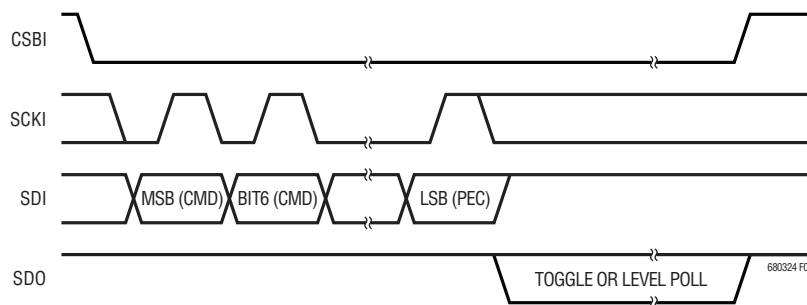 CSBI
SCKI
SDI
MSB (CMD)
BIT6 (CMD)
LSB (PEC)
SDO
TOGGLE OR LEVEL POLL